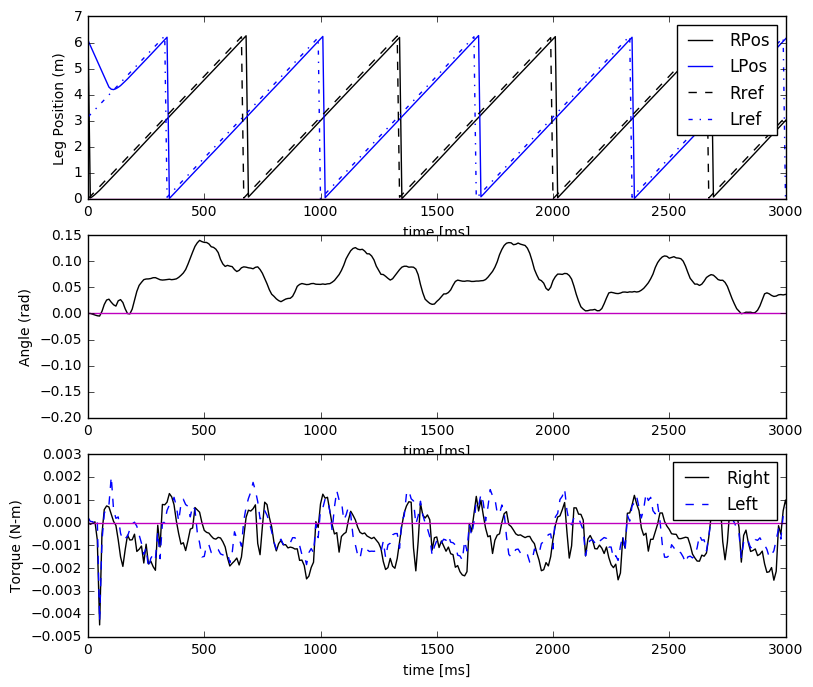 7
6
5
4
3
2
1
0
Leg Position (m)
RPos
LPos
Rref
Lref
0 500 1000 1500 2000 2500 3000
time [ms]
0.15
0.10
0.05
0.00
−0.05
−0.10
−0.15
−0.20
Angle (rad)
0 500 1000 1500 2000 2500 3000
time [ms]
0.003
0.002
0.001
0.000
−0.001
−0.002
−0.003
−0.004
−0.005
Torque (N-m)
Right
Left
0 500 1000 1500 2000 2500 3000
time [ms]